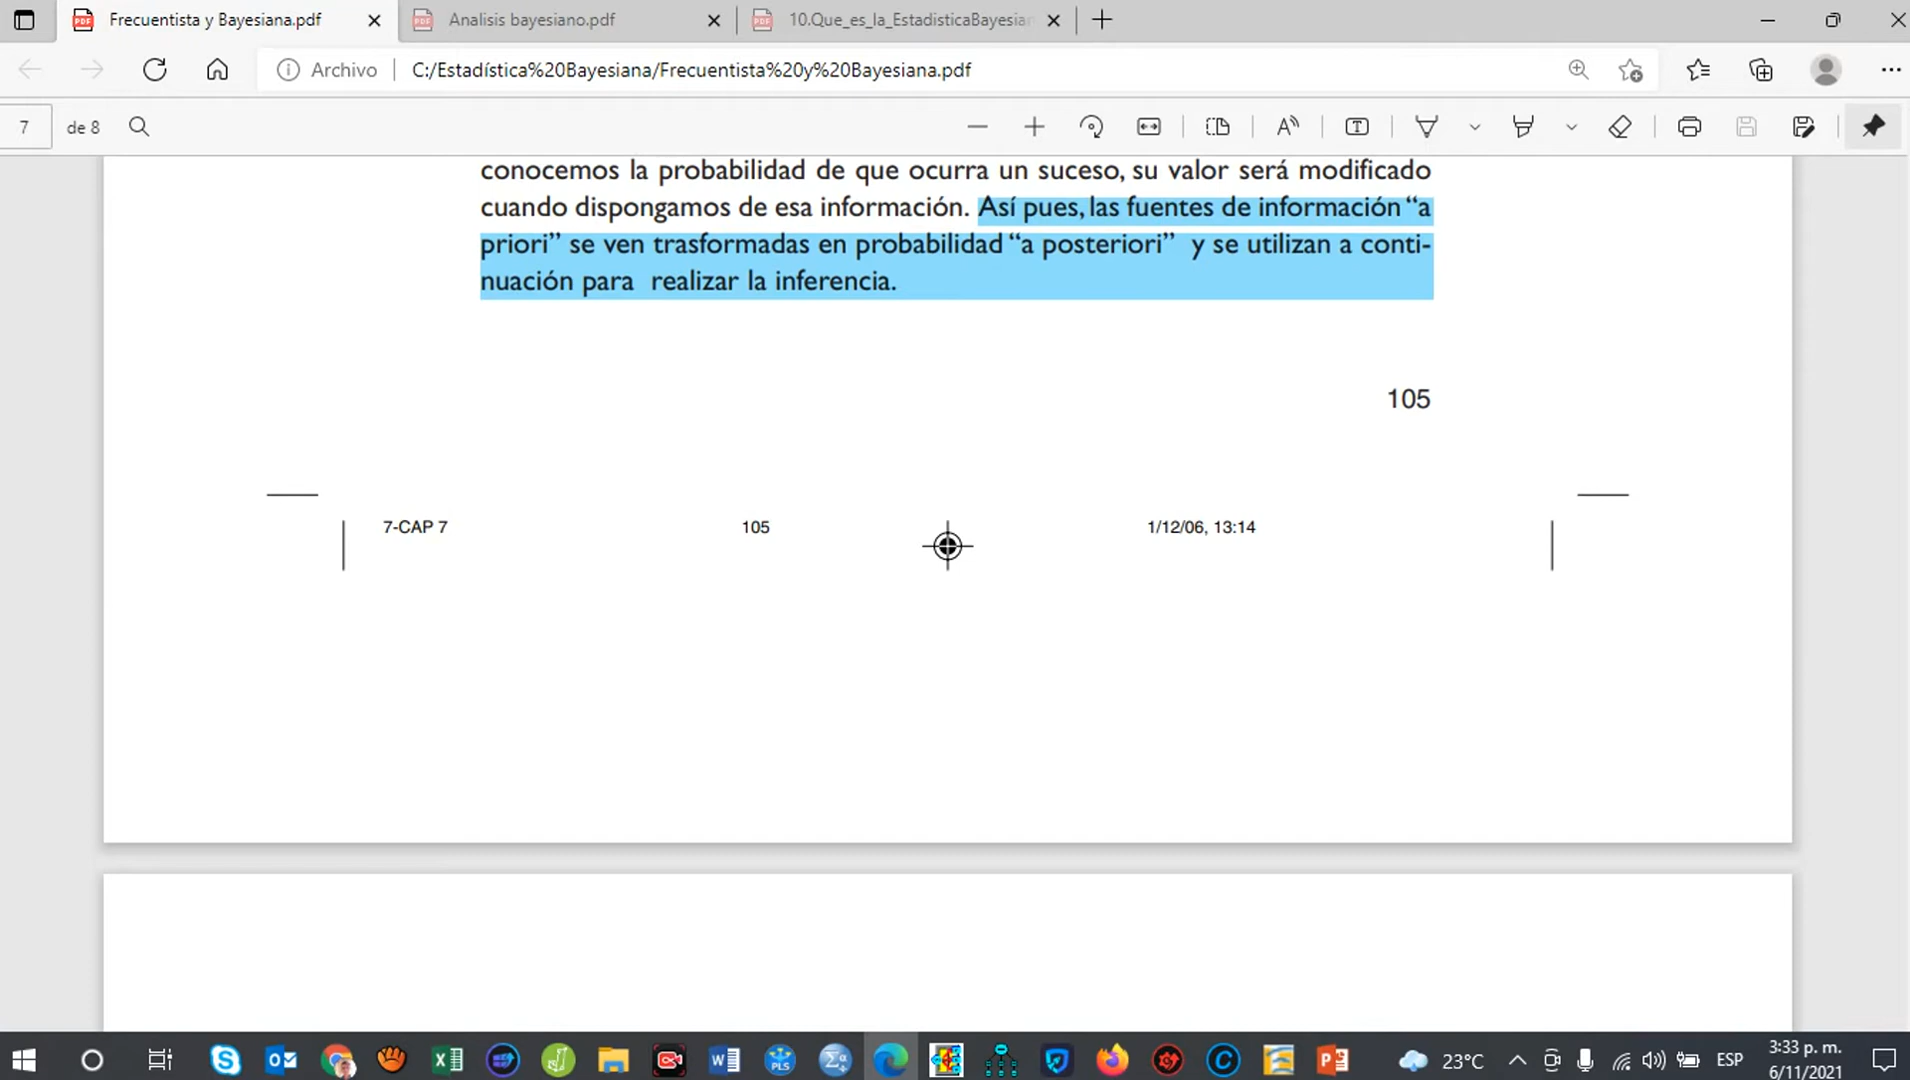 Frecuentista y Bayesiana.pdf
Analisis bayesiano.pdf
10.Que_es_la_EstadisticaBayesian
Archivo
C:/Estadística%20Bayesiana/Frecuentista%20y%20Bayesiana.pdf
7 de 8
conocemos la probabilidad de que ocurra un suceso, su valor será modificado
cuando dispongamos de esa información. Así pues, las fuentes de información “a
priori” se ven trasformadas en probabilidad “a posteriori” y se utilizan a conti-
nuación para realizar la inferencia.
105
7-CAP 7
105
1/12/06, 13:14
PLS
23°C
ESP
3:33 p. m.
6/11/2021